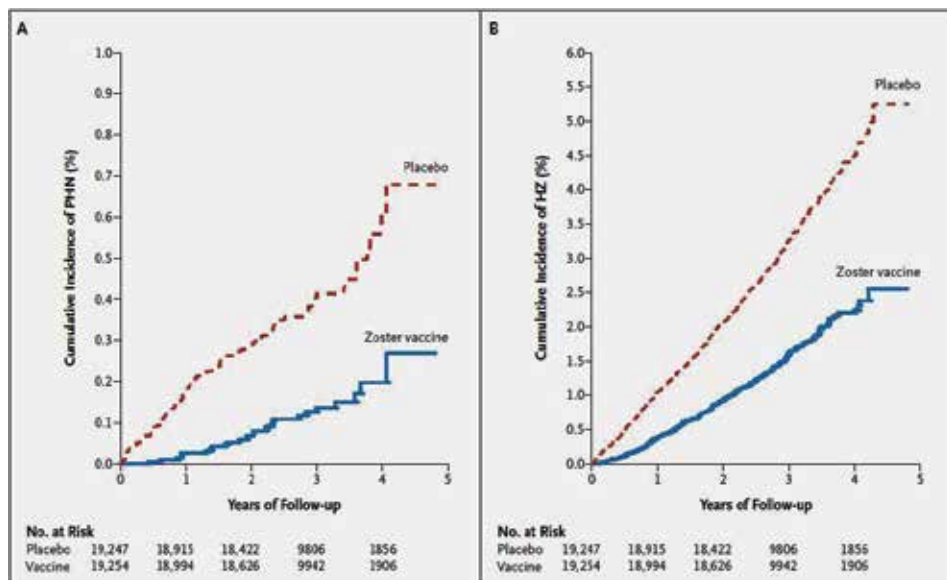 A
Cumulative Incidence of PHN (%)
1.0
0.9
0.8
0.7
0.6
0.5
0.4
0.3
0.2
0.1
0.0
Placebo
Zoster vaccine
0 1 2 3 4 5
Years of Follow-up
No. at Risk
Placebo 19,247 18,915 18,422 9806 1856
Vaccine 19,254 18,994 18,626 9942 1906
B
Cumulative Incidence of HZ (%)
6.0
5.5
5.0
4.5
4.0
3.5
3.0
2.5
2.0
1.5
1.0
0.5
0.0
Placebo
Zoster vaccine
0 1 2 3 4 5
Years of Follow-up
No. at Risk
Placebo 19,247 18,915 18,422 9806 1856
Vaccine 19,254 18,994 18,626 9942 1906